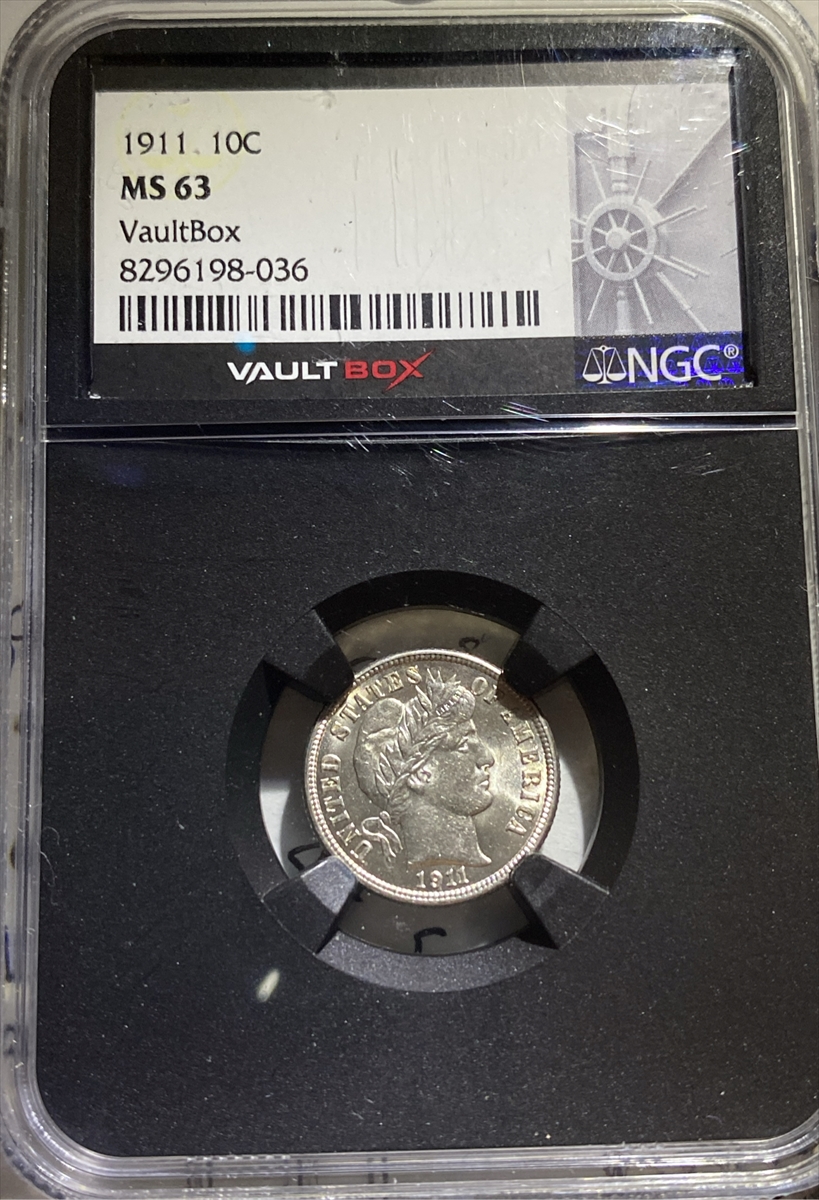 1911 10C
MS 63
VaultBox
8296198-036
VAULT BOX
NGC®
UNITED STATES OF AMERICA
1911